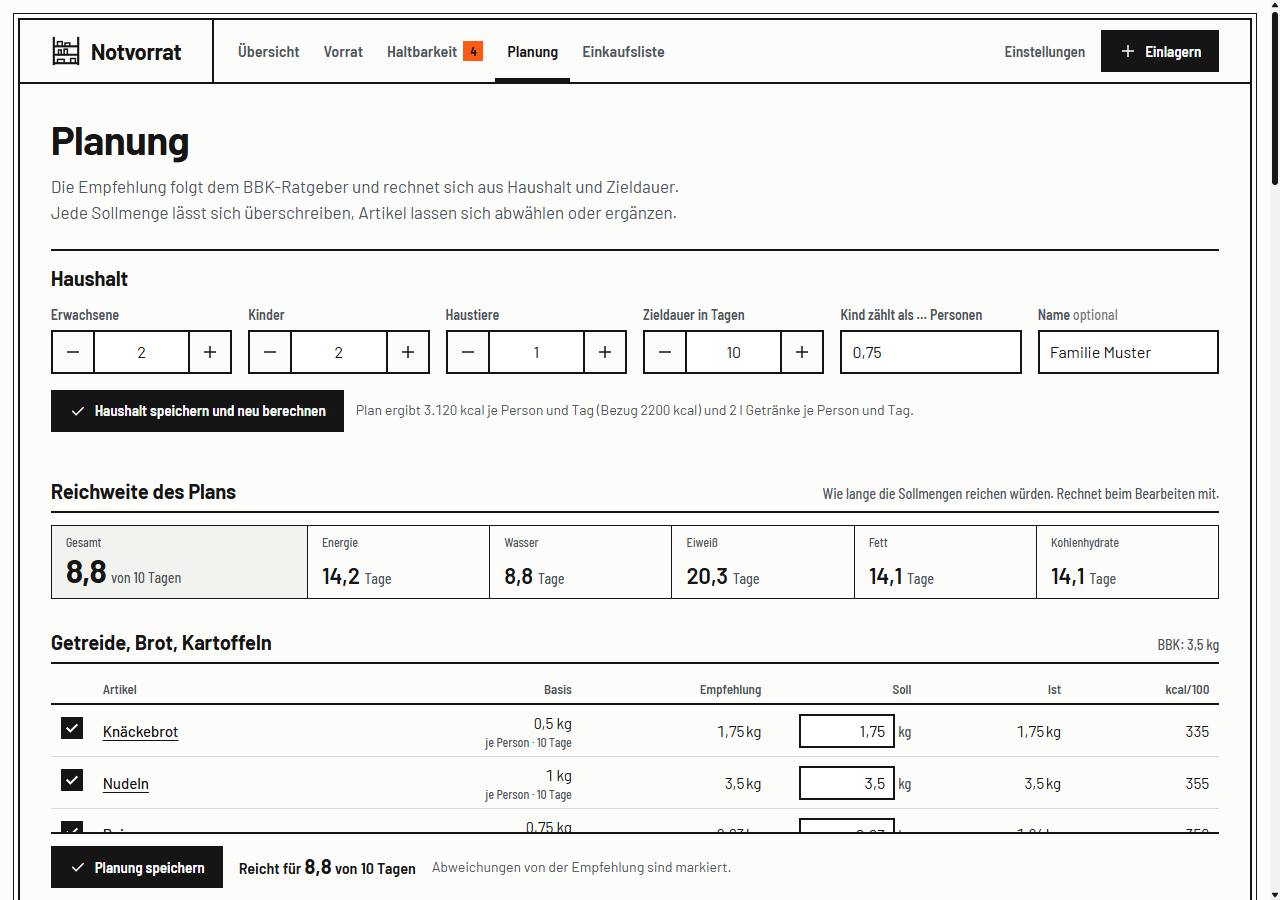 Notvorrat
Übersicht Vorrat Haltbarkeit 4 Planung Einkaufsliste Einstellungen Einlagern
Planung
Die Empfehlung folgt dem BBK-Ratgeber und rechnet sich aus Haushalt und Zieldauer.
Jede Sollmenge lässt sich überschreiben, Artikel lassen sich abwählen oder ergänzen.
Haushalt
Erwachsene Kinder Haustiere Zieldauer in Tagen Kind zählt als ... Personen Name optional
2 2 1 10 0,75 Familie Muster
Haushalt speichern und neu berechnen Plan ergibt 3.120 kcal je Person und Tag (Bezug 2200 kcal) und 2 l Getränke je Person und Tag.
Reichweite des Plans Wie lange die Sollmengen reichen würden. Rechnet beim Bearbeiten mit.
Gesamt Energie Wasser Eiweiß Fett Kohlenhydrate
8,8 von 10 Tagen 14,2 Tage 8,8 Tage 20,3 Tage 14,1 Tage 14,1 Tage
Getreide, Brot, Kartoffeln BBK: 3,5 kg
Artikel Basis Empfehlung Soll Ist kcal/100
Knäckebrot 0,5 kg je Person · 10 Tage 1,75 kg 1,75 kg 1,75 kg 335
Nudeln 1 kg je Person · 10 Tage 3,5 kg 3,5 kg 3,5 kg 355
0,75 kg
Planung speichern Reicht für 8,8 von 10 Tagen Abweichungen von der Empfehlung sind markiert.